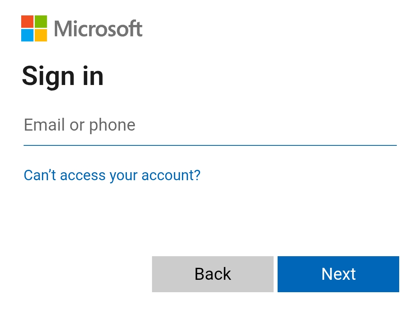 Microsoft
Sign in
Email or phone
Can't access your account?
Back
Next